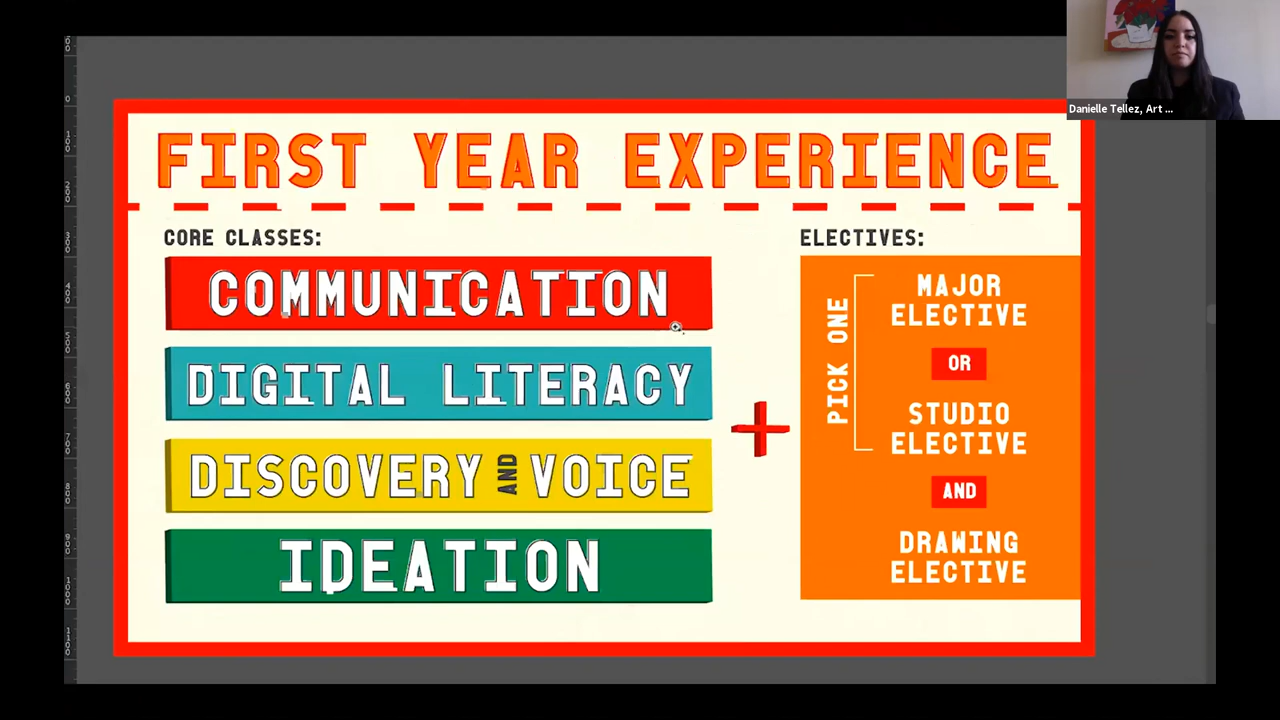 Danielle Tellez, Art ...
FIRST YEAR EXPERIENCE
CORE CLASSES:
COMMUNICATION
DIGITAL LITERACY
DISCOVERY AND VOICE
IDEATION
ELECTIVES:
PICK ONE
MAJOR
ELECTIVE
OR
STUDIO
ELECTIVE
AND
DRAWING
ELECTIVE